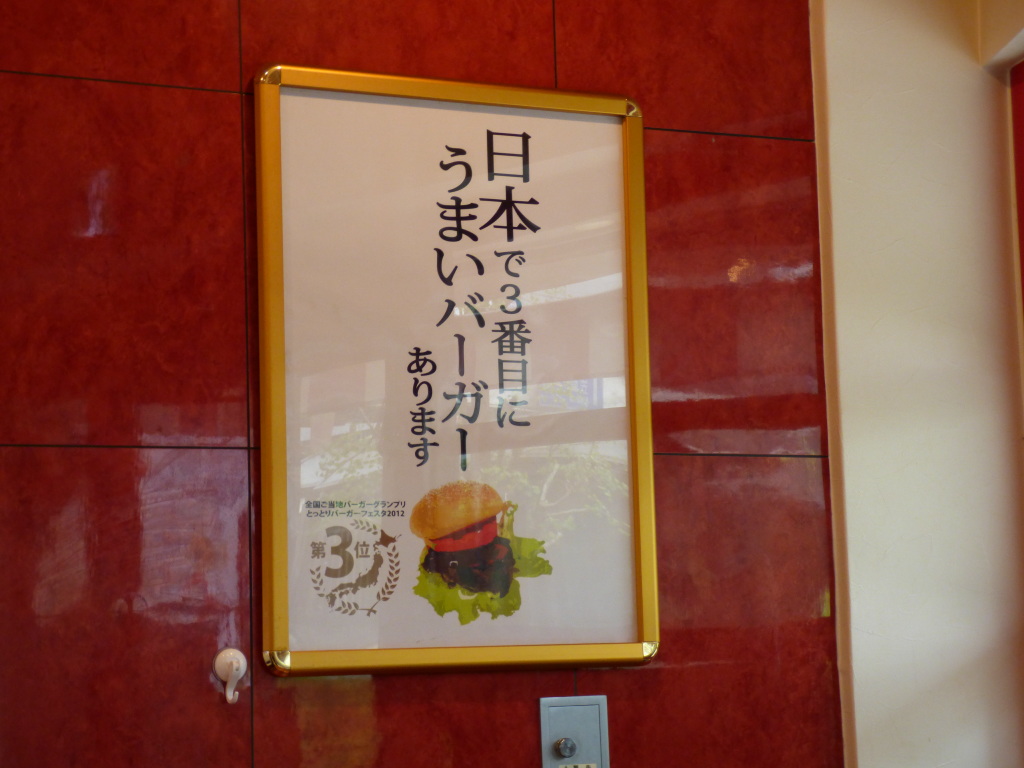 日本で3番目に
うまいバーガー
あります
全国ご当地バーガーグランプリ
とっとりバーガーフェスタ2012
第3位